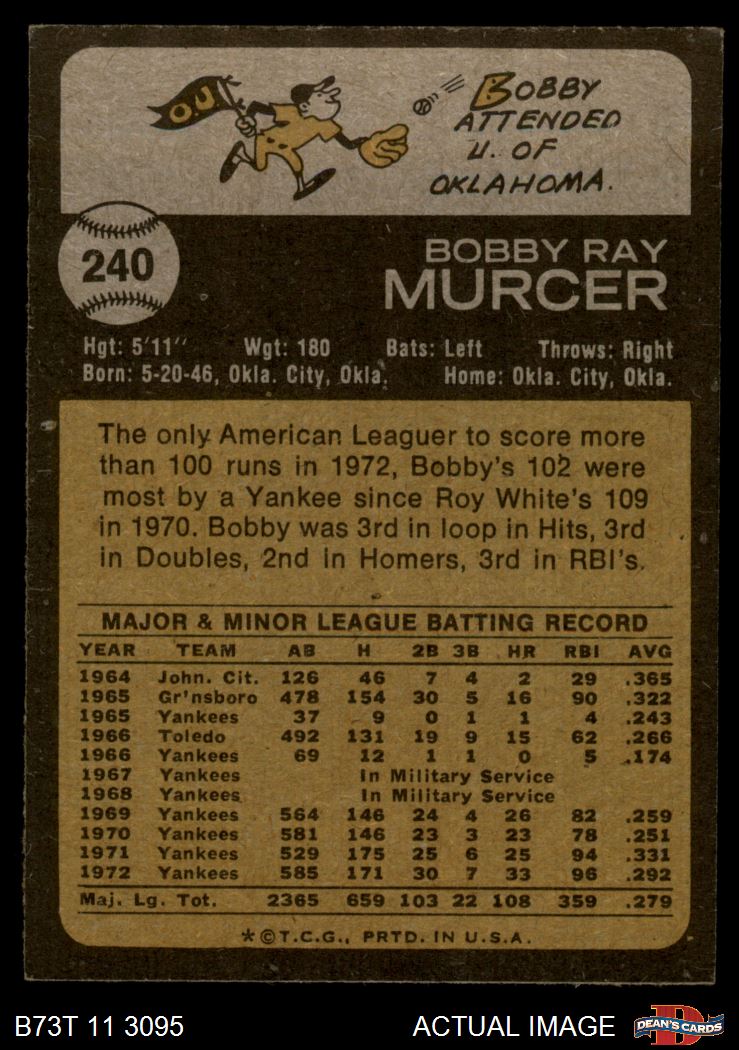 O.U.
BOBBY
ATTENDED
U. OF
OKLAHOMA.
240
BOBBY RAY
MURCER
Hgt: 5'11" Wgt: 180 Bats: Left Throws: Right
Born: 5-20-46, Okla. City, Okla. Home: Okla. City, Okla.
The only American Leaguer to score more
than 100 runs in 1972, Bobby's 102 were
most by a Yankee since Roy White's 109
in 1970. Bobby was 3rd in loop in Hits, 3rd
in Doubles, 2nd in Homers, 3rd in RBI's.
MAJOR & MINOR LEAGUE BATTING RECORD
YEAR TEAM AB H 2B 3B HR RBI AVG
1964 John. Cit. 126 46 7 4 2 29 .365
1965 Gr'nsboro 478 154 30 5 16 90 .322
1965 Yankees 37 9 0 1 1 4 .243
1966 Toledo 492 131 19 9 15 62 .266
1966 Yankees 69 12 1 1 0 5 .174
1967 Yankees In Military Service
1968 Yankees In Military Service
1969 Yankees 564 146 24 4 26 82 .259
1970 Yankees 581 146 23 3 23 78 .251
1971 Yankees 529 175 25 6 25 94 .331
1972 Yankees 585 171 30 7 33 96 .292
Maj. Lg. Tot. 2365 659 103 22 108 359 .279
*©T.C.G., PRTD. IN U.S.A.
B73T 11 3095 ACTUAL IMAGE D DEAN'S CARDS